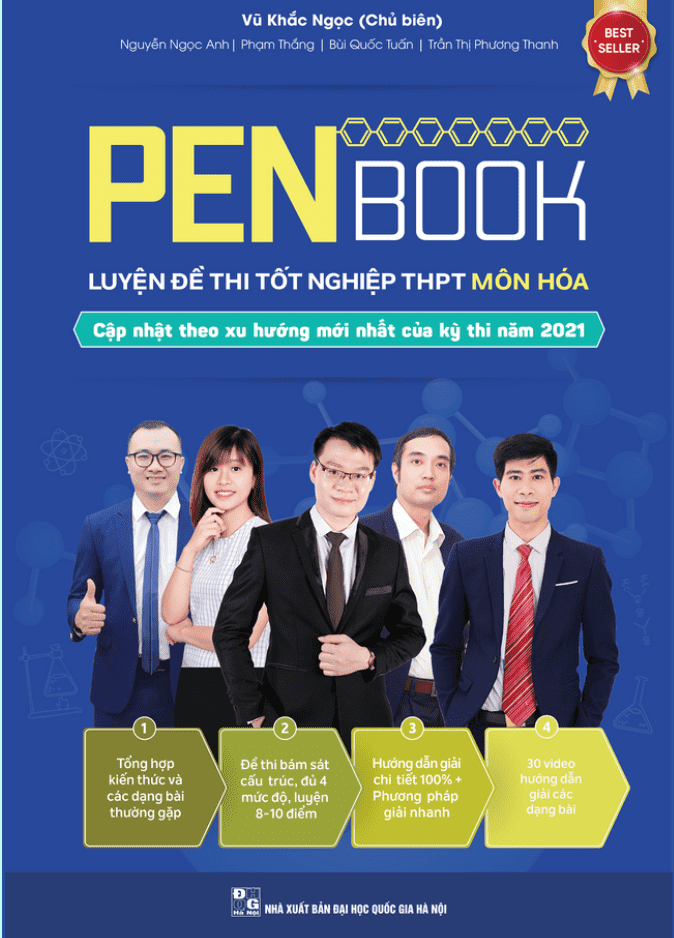 Vũ Khắc Ngọc (Chủ biên)
Nguyễn Ngọc Anh | Phạm Thắng | Bùi Quốc Tuấn | Trần Thị Phương Thanh
BEST
SELLER
PEN BOOK
LUYỆN ĐỀ THI TỐT NGHIỆP THPT MÔN HÓA
Cập nhật theo xu hướng mới nhất của kỳ thi năm 2021
1
Tổng hợp
kiến thức và
các dạng bài
thường gặp
2
Đề thi bám sát
cấu trúc, đủ 4
mức độ, luyện
8-10 điểm
3
Hướng dẫn giải
chi tiết 100% +
Phương pháp
giải nhanh
4
30 video
hướng dẫn
giải các
dạng bài
ĐH
QG
Hà Nội
NHÀ XUẤT BẢN ĐẠI HỌC QUỐC GIA HÀ NỘI